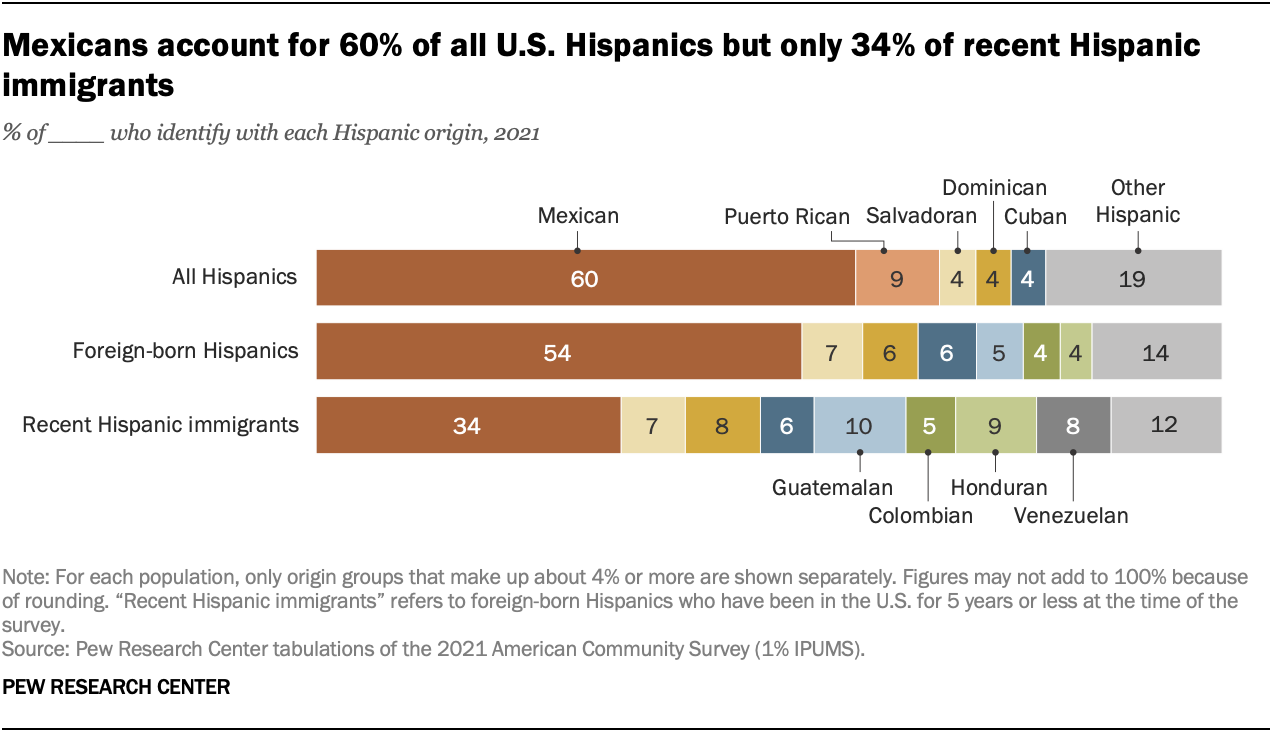 Mexicans account for 60% of all U.S. Hispanics but only 34% of recent Hispanic
immigrants
% of ____ who identify with each Hispanic origin, 2021
Dominican
Other
Mexican
Puerto Rican
Salvadoran
Cuban
Hispanic
All Hispanics
60
9
4
4
4
19
Foreign-born Hispanics
54
7
6
6
5
4
4
14
Recent Hispanic immigrants
34
7
8
6
10
5
9
8
12
Guatemalan
Honduran
Colombian
Venezuelan
Note: For each population, only origin groups that make up about 4% or more are shown separately. Figures may not add to 100% because
of rounding. “Recent Hispanic immigrants” refers to foreign-born Hispanics who have been in the U.S. for 5 years or less at the time of the
survey.
Source: Pew Research Center tabulations of the 2021 American Community Survey (1% IPUMS).
PEW RESEARCH CENTER